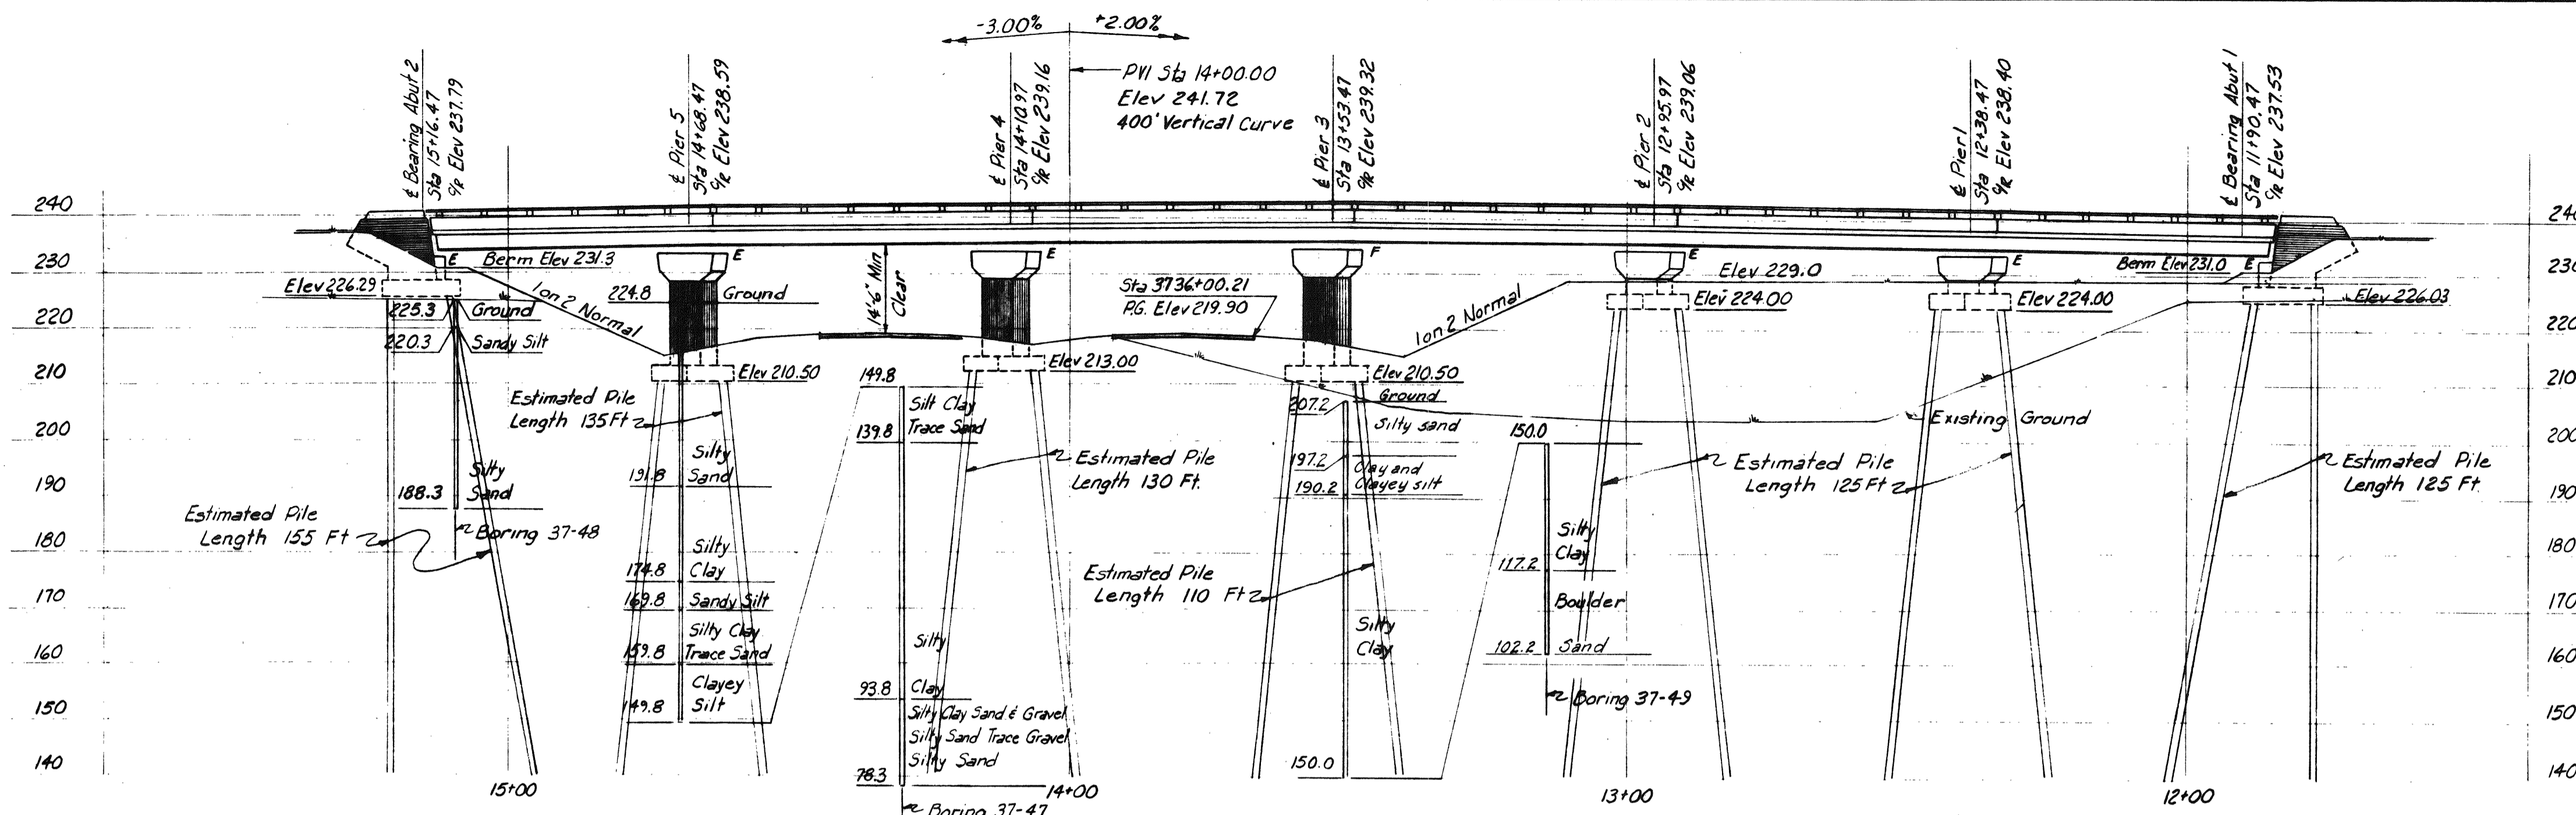 -3.00% +2.00%
PVI Sta 14+00.00
Elev 241.72
400' Vertical Curve
℄ Bearing Abut 2
Sta 15+16.47
Elev 237.79
℄ Pier 5
Sta 14+68.47
Elev 238.59
℄ Pier 4
Sta 14+10.97
Elev 239.16
℄ Pier 3
Sta 13+53.47
Elev 239.32
℄ Pier 2
Sta 12+95.97
Elev 239.06
℄ Pier 1
Sta 12+38.47
Elev 238.40
℄ Bearing Abut 1
Sta 11+90.47
Elev 237.53
240
230
220
210
200
190
180
170
160
150
140
E
Berm Elev 231.3
Elev 226.29
225.3 Ground
220.3 Sandy Silt
1 on 2 Normal
Silty
188.3 Sand
Boring 37-48
Estimated Pile
Length 155 Ft
15+00
E
224.8 Ground
Elev 210.50
Estimated Pile
Length 135 Ft
Silty
191.8 Sand
Silty
174.8 Clay
169.8 Sandy Silt
Silty Clay
159.8 Trace Sand
Clayey
149.8 Silt
14'-6" Min
Clear
149.8
Silt Clay
139.8 Trace Sand
Silty
93.8 Clay
Silty Clay Sand & Gravel
Silty Sand Trace Gravel
Silty Sand
78.3
Boring 37-47
E
Elev 213.00
Estimated Pile
Length 130 Ft.
14+00
Sta 3736+00.21
P.G. Elev 219.90
F
1 on 2 Normal
Elev 210.50
Ground
207.2
Silty sand
197.2
Clay and
190.2 Clayey silt
Estimated Pile
Length 110 Ft
Silty
Clay
150.0
150.0
Silty
Clay
117.2
Boulder
102.2 Sand
Boring 37-49
E
Elev 229.0
Elev 224.00
Estimated Pile
Length 125 Ft
13+00
E
Elev 224.00
Existing Ground
Berm Elev 231.0 E
Elev 226.03
Estimated Pile
Length 125 Ft.
12+00
240
230
220
210
200
190
180
170
160
150
140